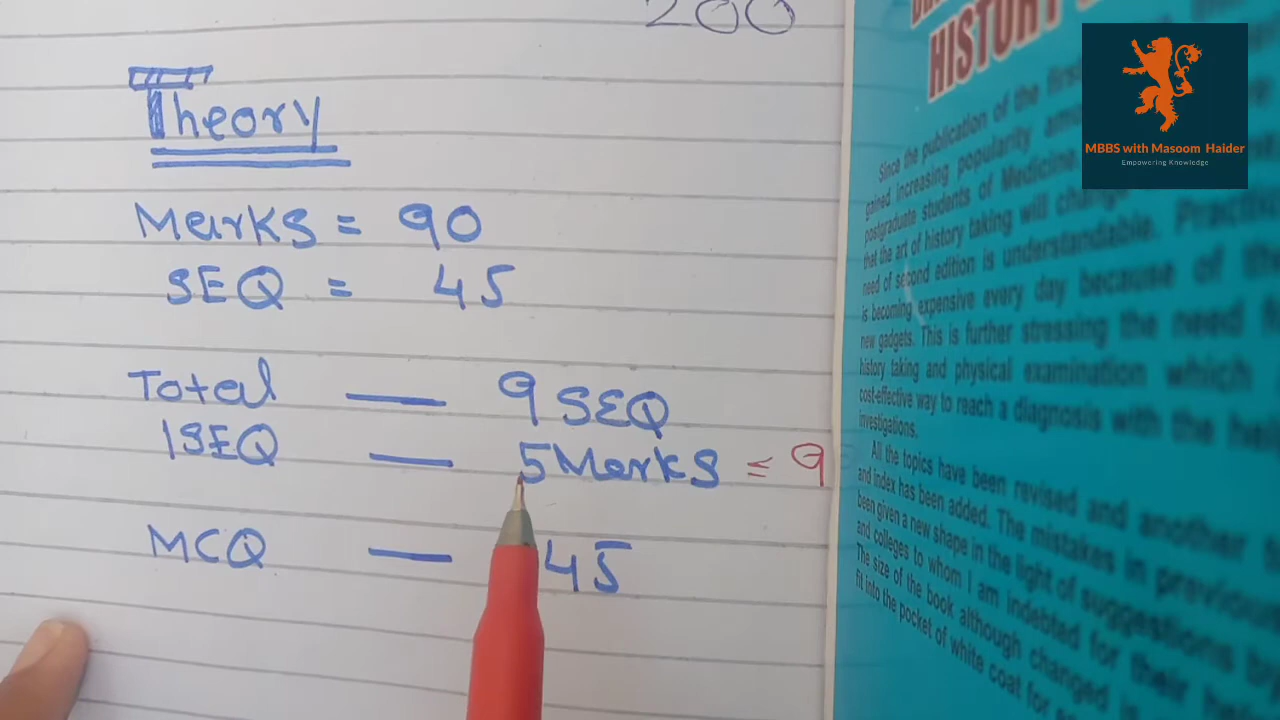 200
Theory
Marks = 90
SEQ = 45
Total — 9 SEQ
1SEQ — 5 Marks = 9
MCQ — 45
HISTORY
MBBS with Masoom Haider
Empowering Knowledge
Since the publication of the first
gained increasing popularity
postgraduate students of Medicine.
that the art of history taking will
need of second edition is understandable.
is becoming expensive every day because of the
new gadgets. This is further stressing the need
history taking and physical examination which
cost-effective way to reach a diagnosis with the
investigations.
All the topics have been revised and another
and index has been added. The mistakes in previous
been given a new shape in the light of suggestions
and colleges to whom I am indebted for their
The size of the book although changed
fit into the pocket of white coat for